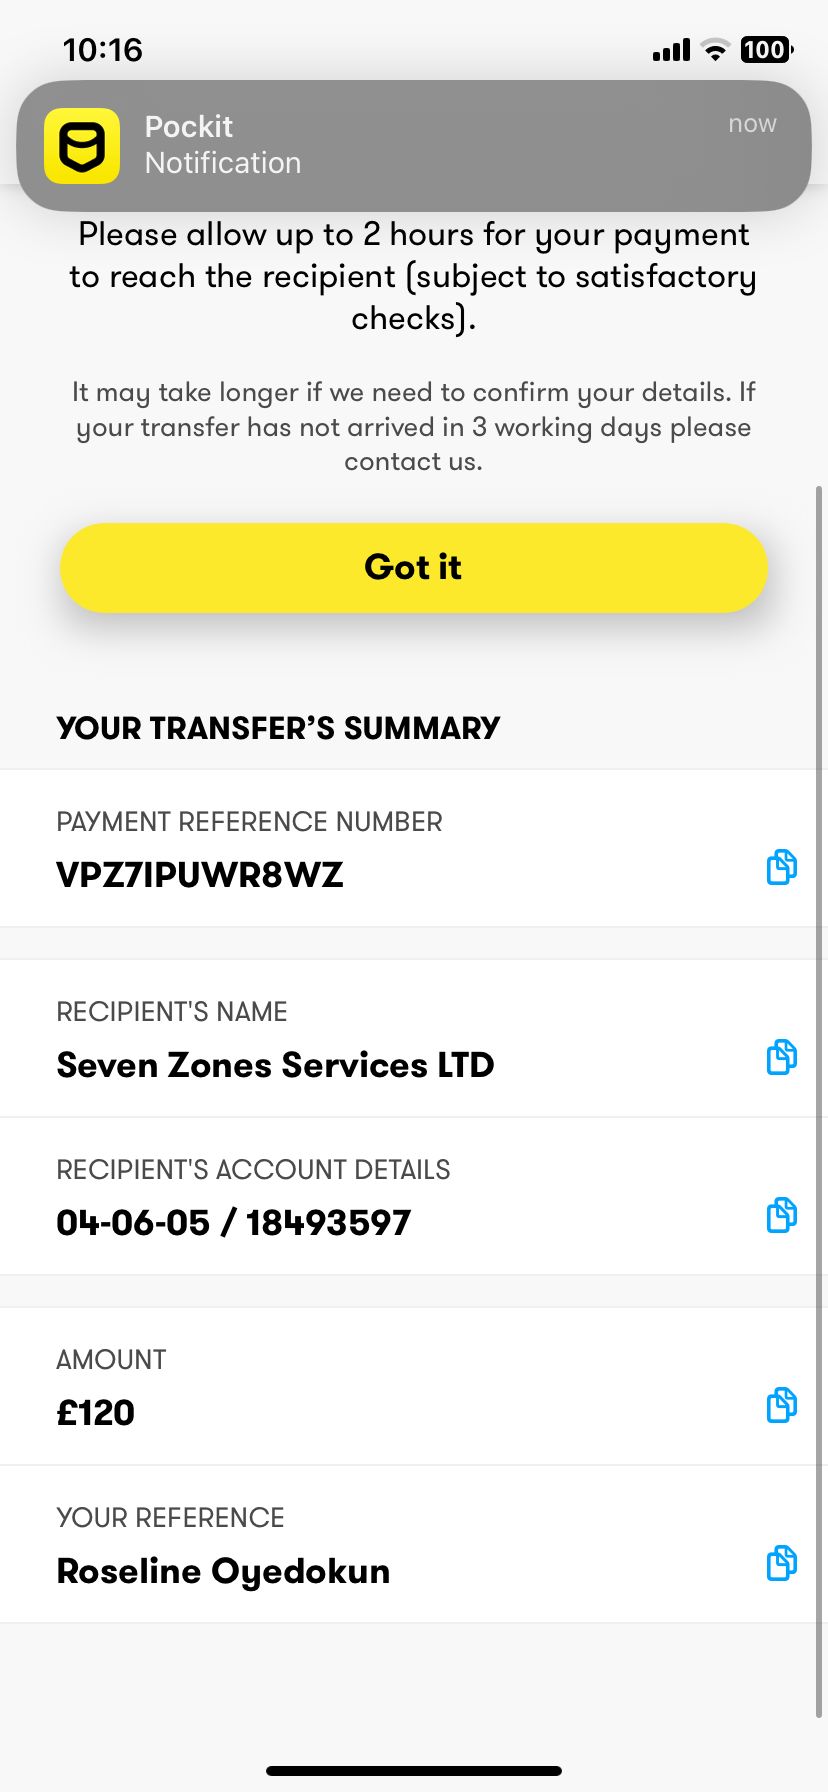 10:16
100
Pockit
now
Notification
Please allow up to 2 hours for your payment
to reach the recipient (subject to satisfactory
checks).
It may take longer if we need to confirm your details. If
your transfer has not arrived in 3 working days please
contact us.
Got it
YOUR TRANSFER’S SUMMARY
PAYMENT REFERENCE NUMBER
VPZ7IPUWR8WZ
RECIPIENT'S NAME
Seven Zones Services LTD
RECIPIENT'S ACCOUNT DETAILS
04-06-05 / 18493597
AMOUNT
£120
YOUR REFERENCE
Roseline Oyedokun